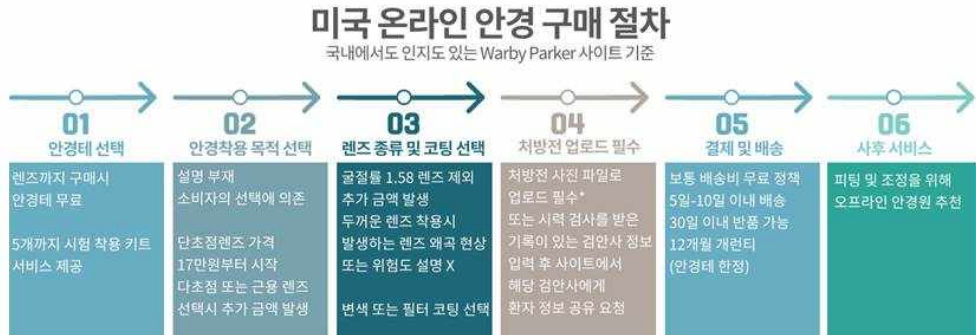 미국 온라인 안경 구매 절차
국내에서도 인지도 있는 Warby Parker 사이트 기준
01
안경테 선택
렌즈까지 구매시
안경테 무료
5개까지 시험 착용 키트
서비스 제공
02
안경착용 목적 선택
설명 부재
소비자의 선택에 의존
단초점렌즈 가격
17만원부터 시작
다초점 또는 근용 렌즈
선택시 추가 금액 발생
03
렌즈 종류 및 코팅 선택
굴절률 1.58 렌즈 제외
추가 금액 발생
두꺼운 렌즈 착용시
발생하는 렌즈 왜곡 현상
또는 위험도 설명 X
변색 또는 필터 코팅 선택
04
처방전 업로드 필수
처방전 사진 파일로
업로드 필수*
또는 시력 검사를 받은
기록이 있는 검안사 정보
입력 후 사이트에서
해당 검안사에게
환자 정보 공유 요청
05
결제 및 배송
보통 배송비 무료 정책
5일-10일 이내 배송
30일 이내 반품 가능
12개월 개런티
(안경테 한정)
06
사후 서비스
피팅 및 조정을 위해
오프라인 안경원 추천